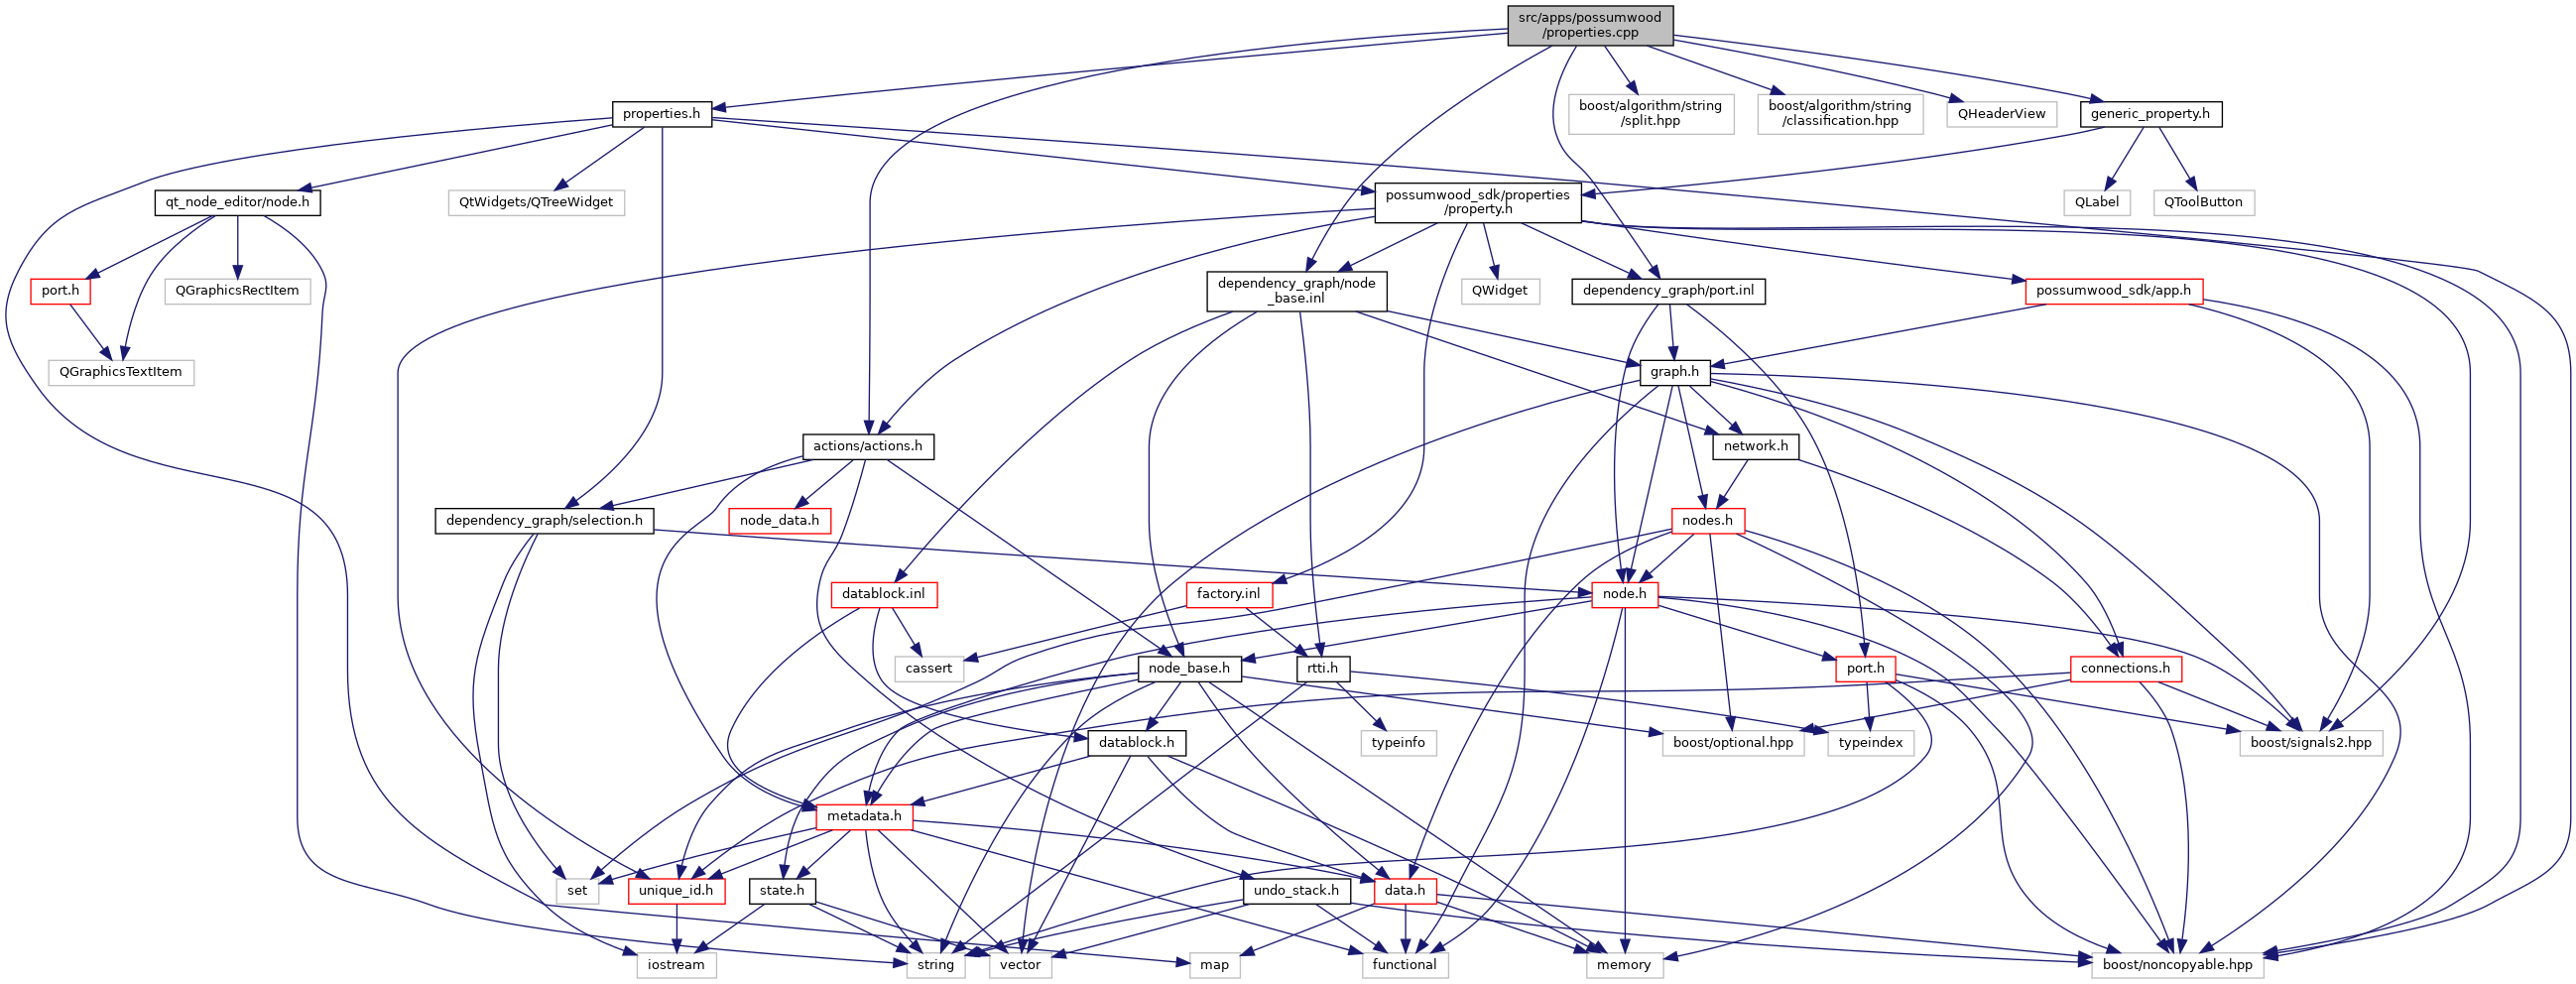 src/apps/possumwood
/properties.cpp
properties.h
boost/algorithm/string
/split.hpp
boost/algorithm/string
/classification.hpp
QHeaderView
generic_property.h
qt_node_editor/node.h
QtWidgets/QTreeWidget
possumwood_sdk/properties
/property.h
QLabel
QToolButton
port.h
QGraphicsRectItem
dependency_graph/node
_base.inl
QWidget
dependency_graph/port.inl
possumwood_sdk/app.h
QGraphicsTextItem
graph.h
actions/actions.h
network.h
dependency_graph/selection.h
node_data.h
nodes.h
datablock.inl
factory.inl
node.h
cassert
node_base.h
rtti.h
port.h
connections.h
datablock.h
typeinfo
boost/optional.hpp
typeindex
boost/signals2.hpp
metadata.h
set
unique_id.h
state.h
undo_stack.h
data.h
iostream
string
vector
map
functional
memory
boost/noncopyable.hpp